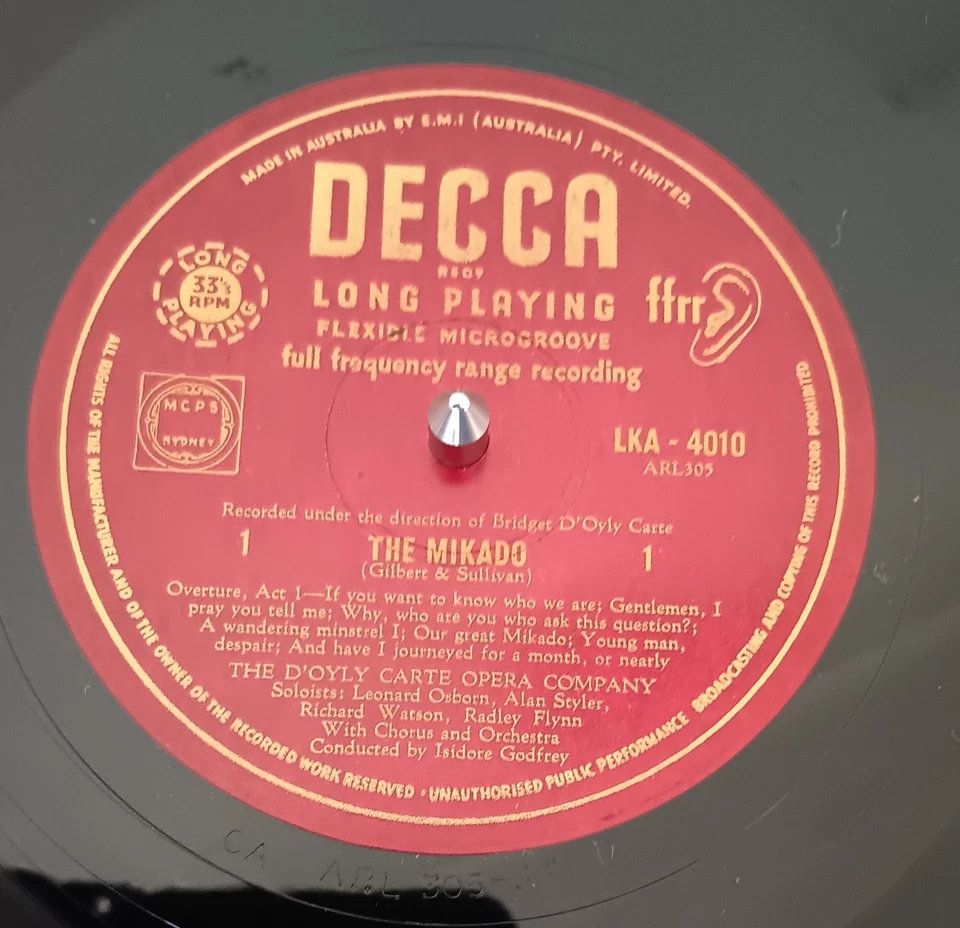 MADE IN AUSTRALIA BY E.M.I (AUSTRALIA) PTY. LIMITED.
DECCA
REGD
LONG PLAYING
FLEXIBLE MICROGROOVE
full frequency range recording
LONG
33⅓
RPM
PLAYING
ffrr
MCPS
SYDNEY
LKA - 4010
ARL305
Recorded under the direction of Bridget D'Oyly Carte
1 THE MIKADO 1
(Gilbert & Sullivan)
Overture, Act 1—If you want to know who we are; Gentlemen, I
pray you tell me; Why, who are you who ask this question?;
A wandering minstrel I; Our great Mikado; Young man,
despair; And have I journeyed for a month, or nearly
THE D'OYLY CARTE OPERA COMPANY
Soloists: Leonard Osborn, Alan Styler,
Richard Watson, Radley Flynn
With Chorus and Orchestra
Conducted by Isidore Godfrey
ALL RIGHTS OF THE MANUFACTURER AND OF THE OWNER OF THE RECORDED WORK RESERVED · UNAUTHORISED PUBLIC PERFORMANCE BROADCASTING AND COPYING OF THIS RECORD PROHIBITED
CA ARL 305